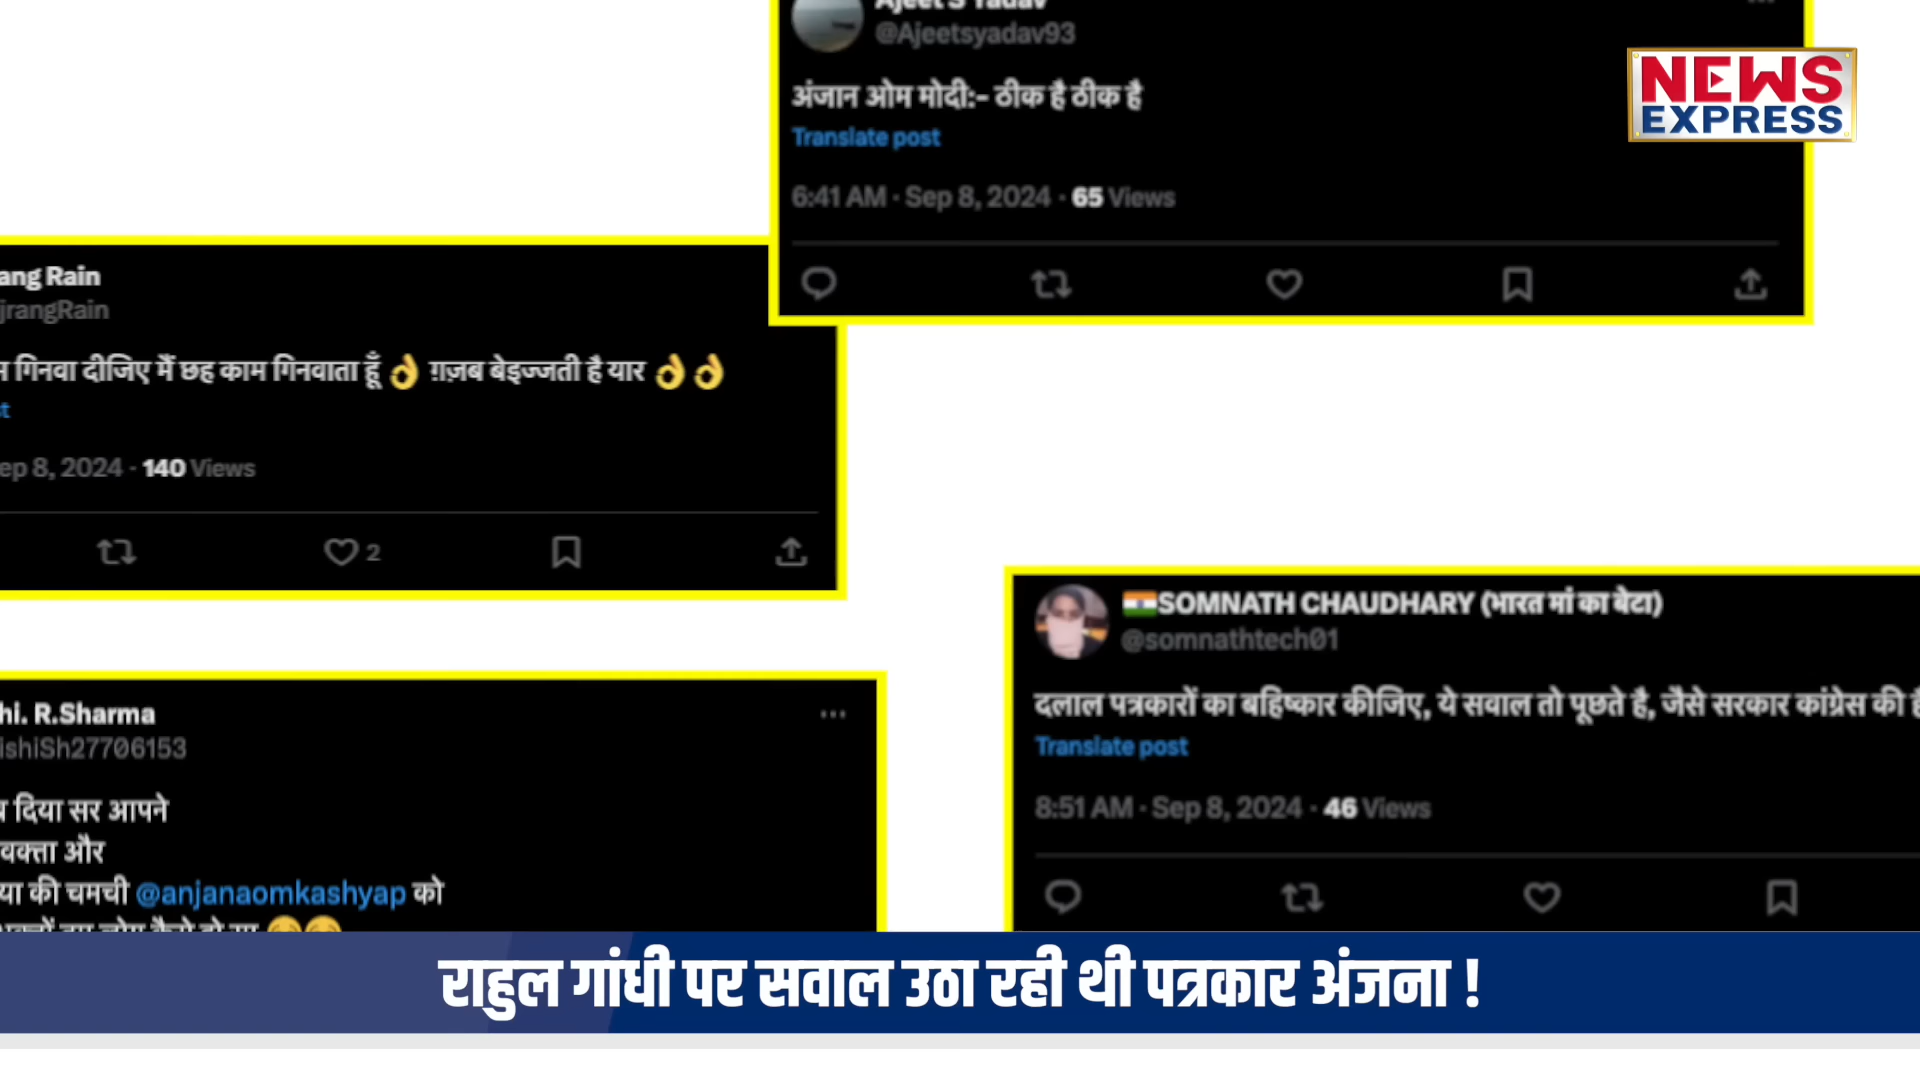 Ajeet S Yadav
@Ajeetsyadav93
अंजान ओम मोदी:- ठीक है ठीक है
Translate post
6:41 AM · Sep 8, 2024 · 65 Views
NEWS
EXPRESS
ang Rain
jrangRain
गिनवा दीजिए मैं छह काम गिनवाता हूँ 👌 ग़ज़ब बेइज्जती है यार 👌👌
st
ep 8, 2024 · 140 Views
2
hi. R.Sharma
ishiSh27706153
दिया सर आपने
वक्ता और
या की चमची @anjanaomkashyap को
🇮🇳SOMNATH CHAUDHARY (भारत मां का बेटा)
@somnathtech01
दलाल पत्रकारों का बहिष्कार कीजिए, ये सवाल तो पूछते है, जैसे सरकार कांग्रेस की
Translate post
8:51 AM · Sep 8, 2024 · 46 Views
राहुल गांधी पर सवाल उठा रही थी पत्रकार अंजना !